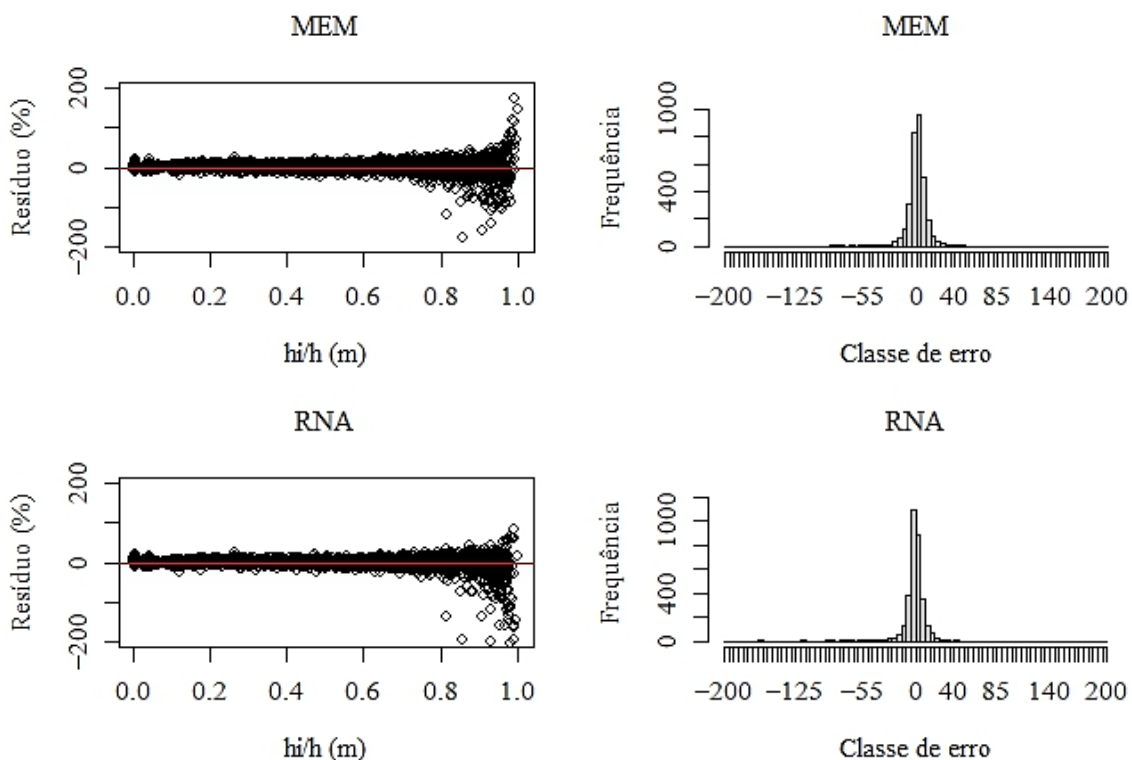 MEM
Resíduo (%)
200
0
−200
0.0 0.2 0.4 0.6 0.8 1.0
hi/h (m)
MEM
Frequência
1000
400
0
−200 −125 −55 0 40 85 140 200
Classe de erro
RNA
Resíduo (%)
200
0
−200
0.0 0.2 0.4 0.6 0.8 1.0
hi/h (m)
RNA
Frequência
1000
400
0
−200 −125 −55 0 40 85 140 200
Classe de erro